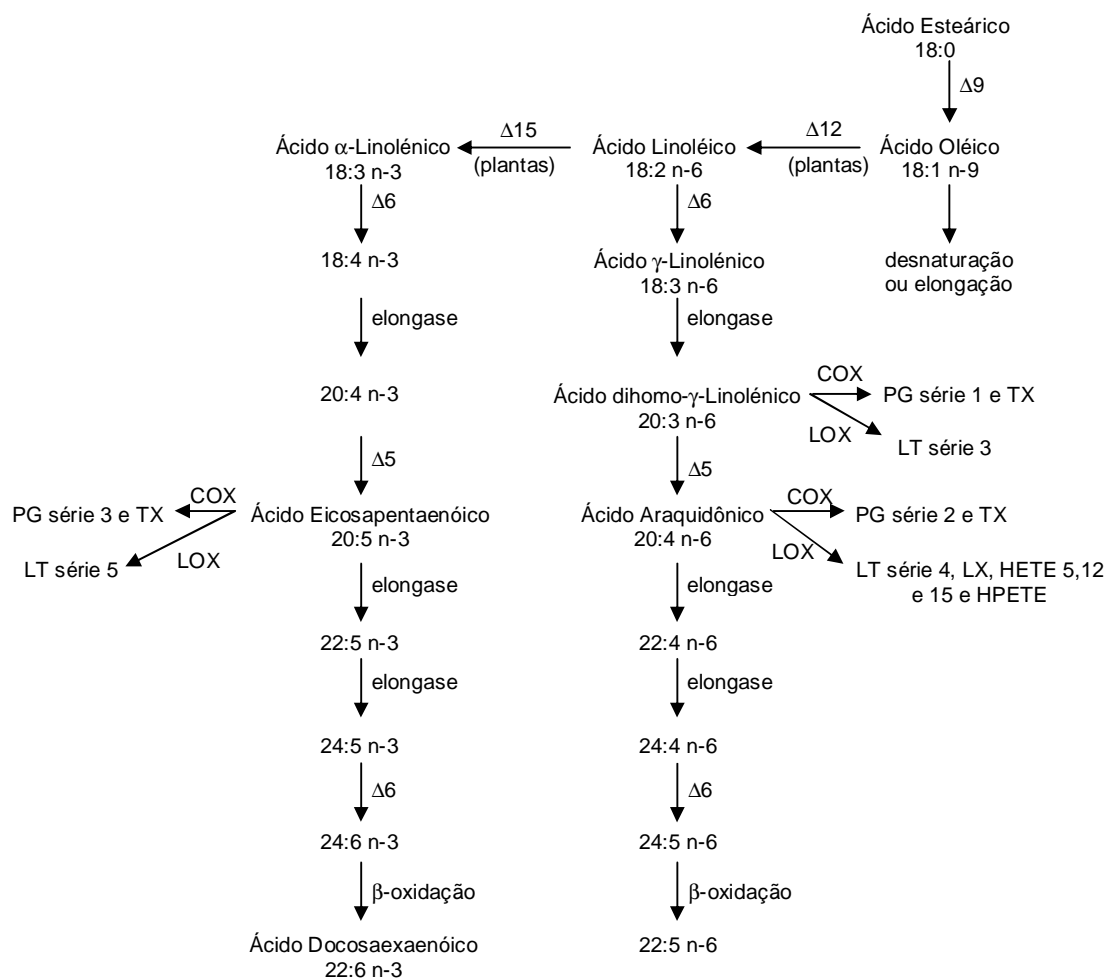 Ácido Esteárico
18:0
Δ9
Δ15
Δ12
Ácido α-Linolénico
(plantas)
Ácido Linoléico
(plantas)
Ácido Oléico
18:3 n-3
18:2 n-6
18:1 n-9
Δ6
Δ6
18:4 n-3
Ácido γ-Linolénico
18:3 n-6
desnaturação
ou elongação
elongase
elongase
20:4 n-3
Ácido dihomo-γ-Linolénico
20:3 n-6
COX
PG série 1 e TX
LOX
LT série 3
Δ5
Δ5
PG série 3 e TX
COX
Ácido Eicosapentaenóico
20:5 n-3
LT série 5
LOX
Ácido Araquidônico
20:4 n-6
COX
PG série 2 e TX
LOX
LT série 4, LX, HETE 5,12
e 15 e HPETE
elongase
elongase
22:5 n-3
22:4 n-6
elongase
elongase
24:5 n-3
24:4 n-6
Δ6
Δ6
24:6 n-3
24:5 n-6
β-oxidação
β-oxidação
Ácido Docosaexaenóico
22:6 n-3
22:5 n-6